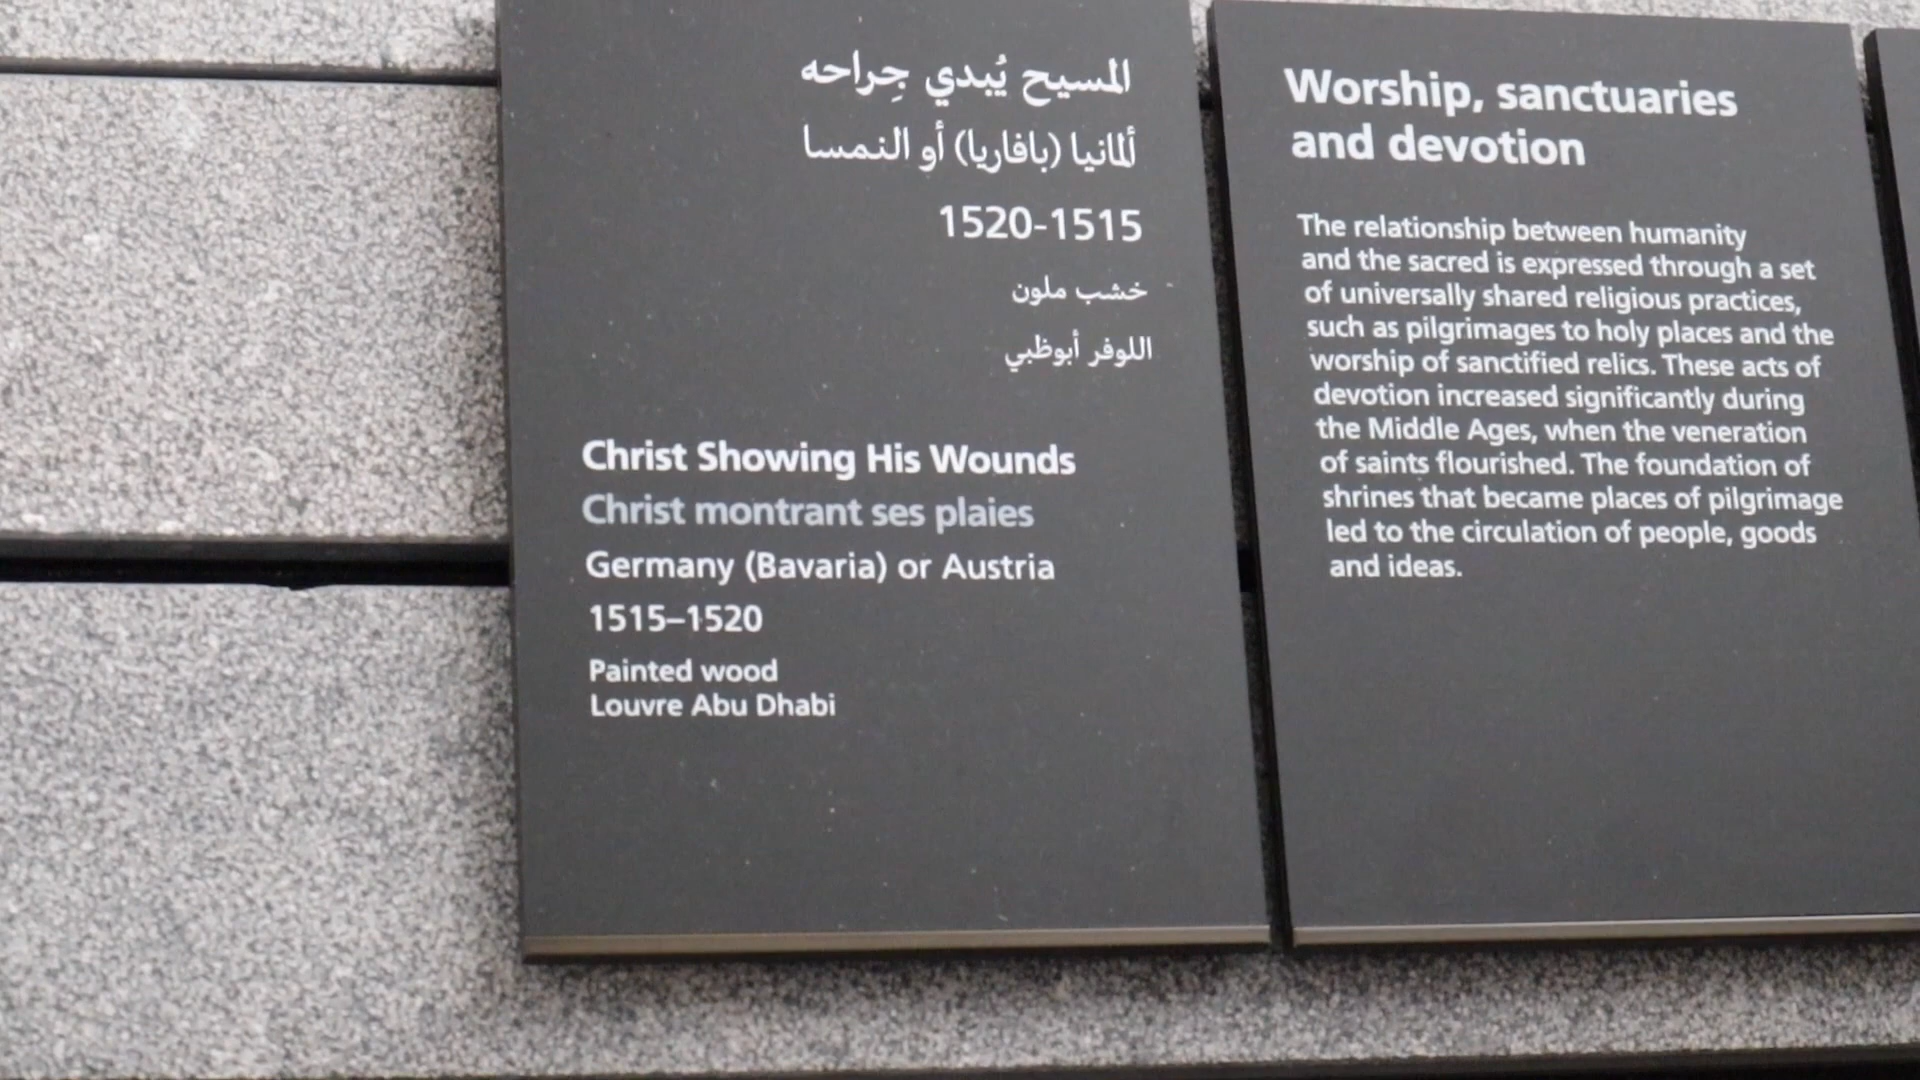 المسيح يُبدي جِراحه
ألمانيا (بافاريا) أو النمسا
1520-1515
خشب ملون
اللوفر أبوظبي
Christ Showing His Wounds
Christ montrant ses plaies
Germany (Bavaria) or Austria
1515–1520
Painted wood
Louvre Abu Dhabi
Worship, sanctuaries
and devotion
The relationship between humanity
and the sacred is expressed through a set
of universally shared religious practices,
such as pilgrimages to holy places and the
worship of sanctified relics. These acts of
devotion increased significantly during
the Middle Ages, when the veneration
of saints flourished. The foundation of
shrines that became places of pilgrimage
led to the circulation of people, goods
and ideas.